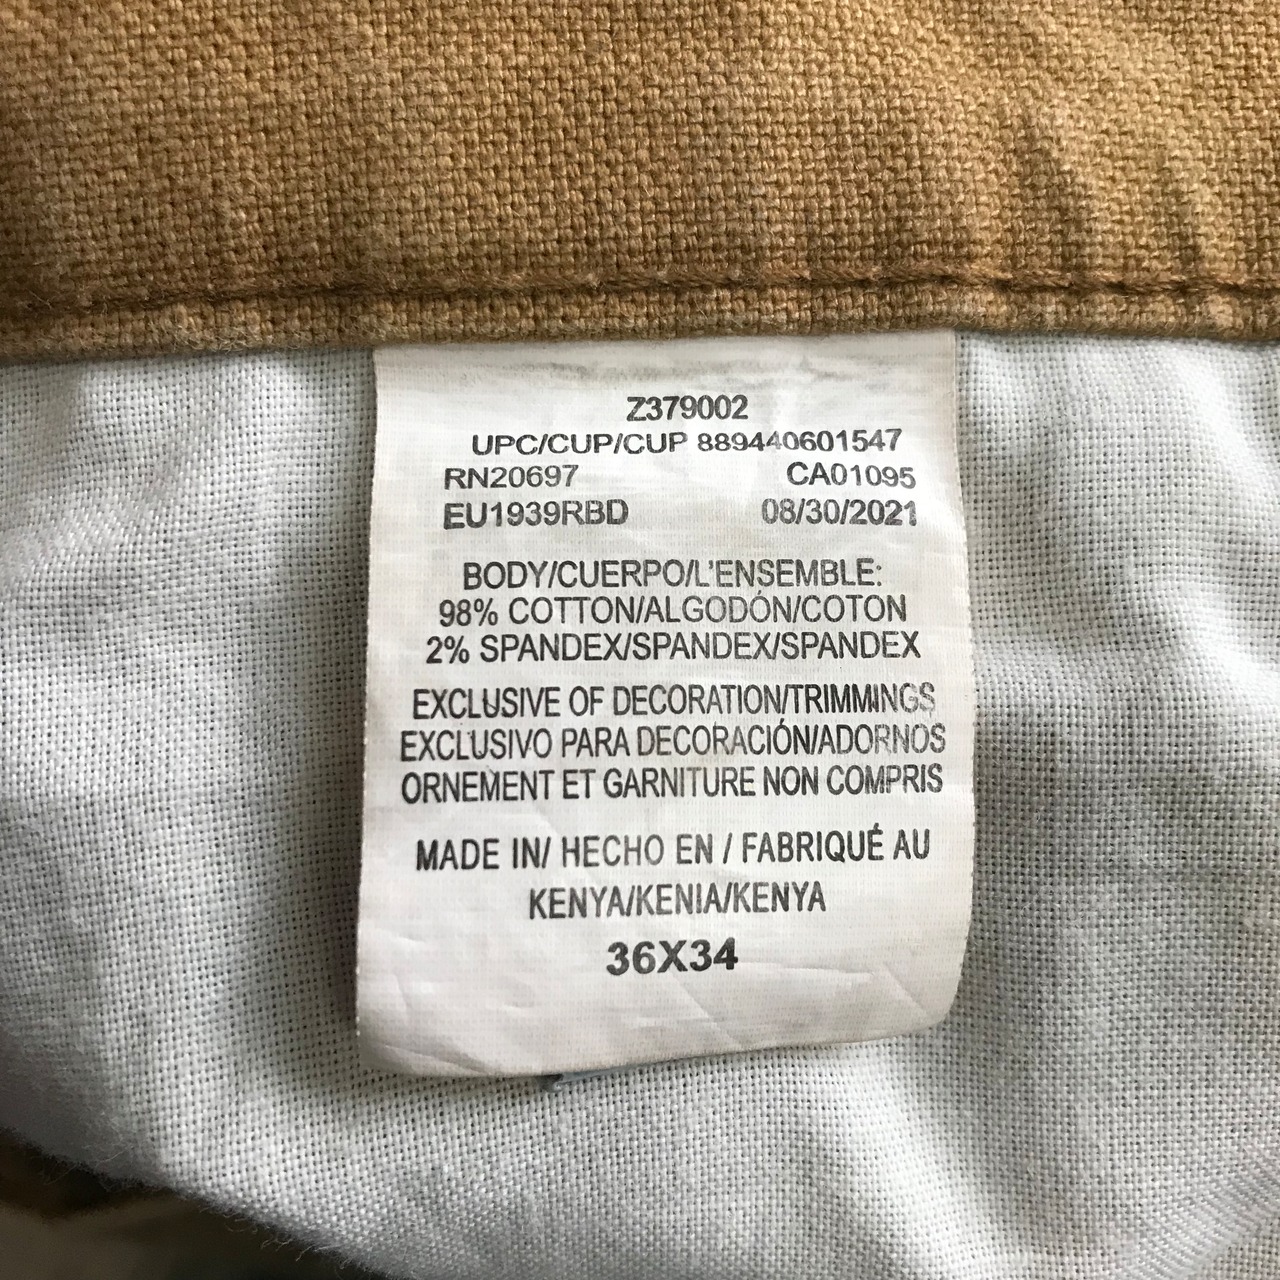 Z379002
UPC/CUP/CUP 889440601547
RN20697 CA01095
EU1939RBD 08/30/2021
BODY/CUERPO/L'ENSEMBLE:
98% COTTON/ALGODÓN/COTON
2% SPANDEX/SPANDEX/SPANDEX
EXCLUSIVE OF DECORATION/TRIMMINGS
EXCLUSIVO PARA DECORACIÓN/ADORNOS
ORNEMENT ET GARNITURE NON COMPRIS
MADE IN/ HECHO EN / FABRIQUÉ AU
KENYA/KENIA/KENYA
36X34